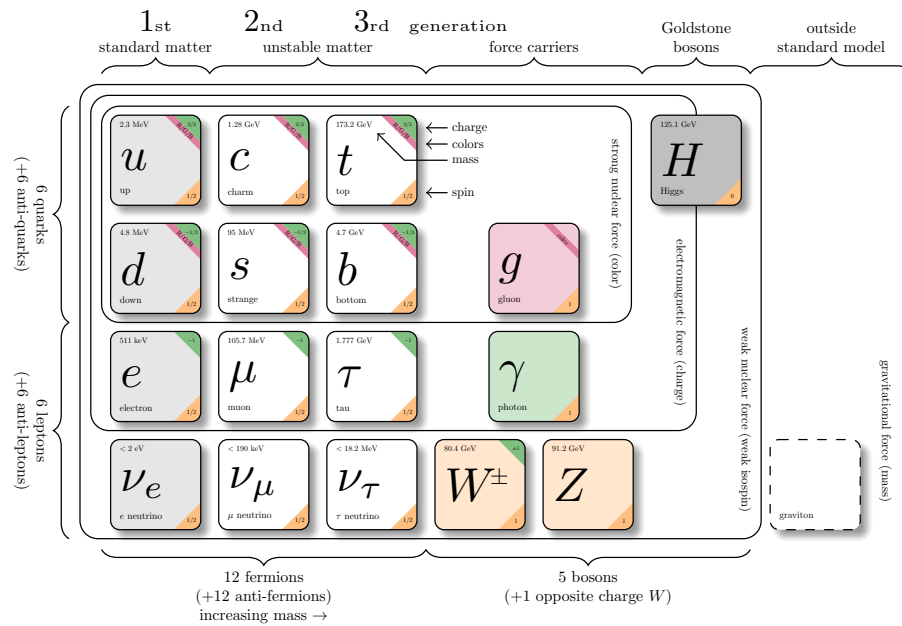 1st 2nd 3rd generation
standard matter unstable matter force carriers
Goldstone
bosons
outside
standard model
6 quarks
(+6 anti-quarks)
6 leptons
(+6 anti-leptons)
2.3 MeV 2/3 R/G/B
u
up 1/2
1.28 GeV 2/3 R/G/B
c
charm 1/2
173.2 GeV 2/3 R/G/B
t
top 1/2
charge
colors
mass
spin
125.1 GeV
H
Higgs 0
4.8 MeV −1/3 R/G/B
d
down 1/2
95 MeV −1/3 R/G/B
s
strange 1/2
4.7 GeV −1/3 R/G/B
b
bottom 1/2
color
g
gluon 1
511 keV −1
e
electron 1/2
105.7 MeV −1
μ
muon 1/2
1.777 GeV −1
τ
tau 1/2
γ
photon 1
< 2 eV
νe
e neutrino 1/2
< 190 keV
νμ
μ neutrino 1/2
< 18.2 MeV
ντ
τ neutrino 1/2
80.4 GeV ±1
W±
1
91.2 GeV
Z
1
graviton
strong nuclear force (color)
electromagnetic force (charge)
weak nuclear force (weak isospin)
gravitational force (mass)
12 fermions
(+12 anti-fermions)
increasing mass →
5 bosons
(+1 opposite charge W)